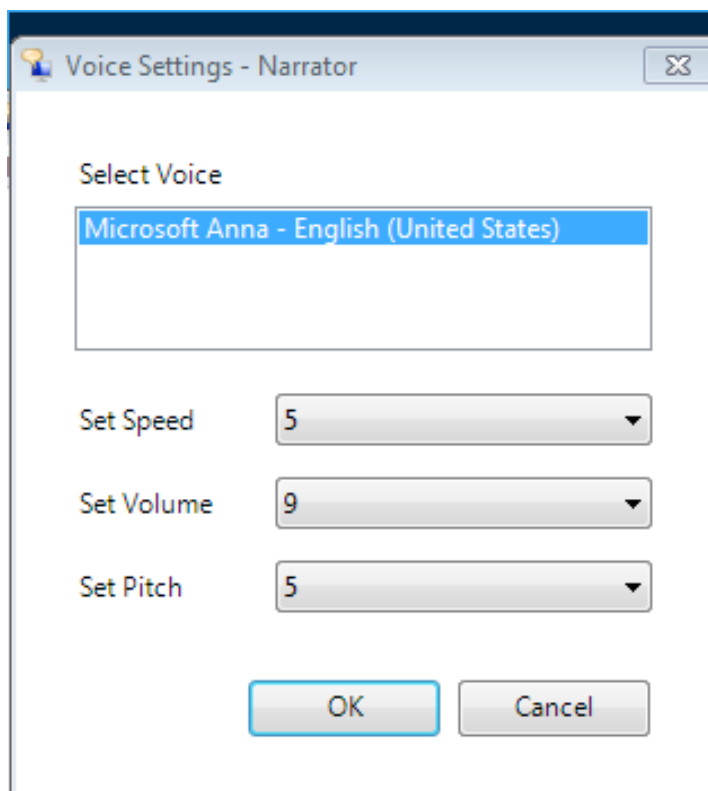 Voice Settings - Narrator
Select Voice
Microsoft Anna - English (United States)
Set Speed 5
Set Volume 9
Set Pitch 5
OK Cancel